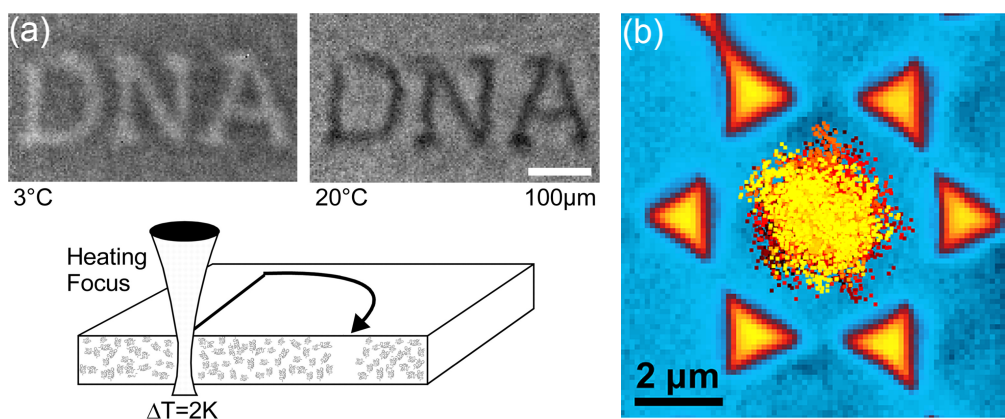 (a)
DNA
DNA
3°C
20°C
100µm
Heating
Focus
ΔT=2K
(b)
2 µm